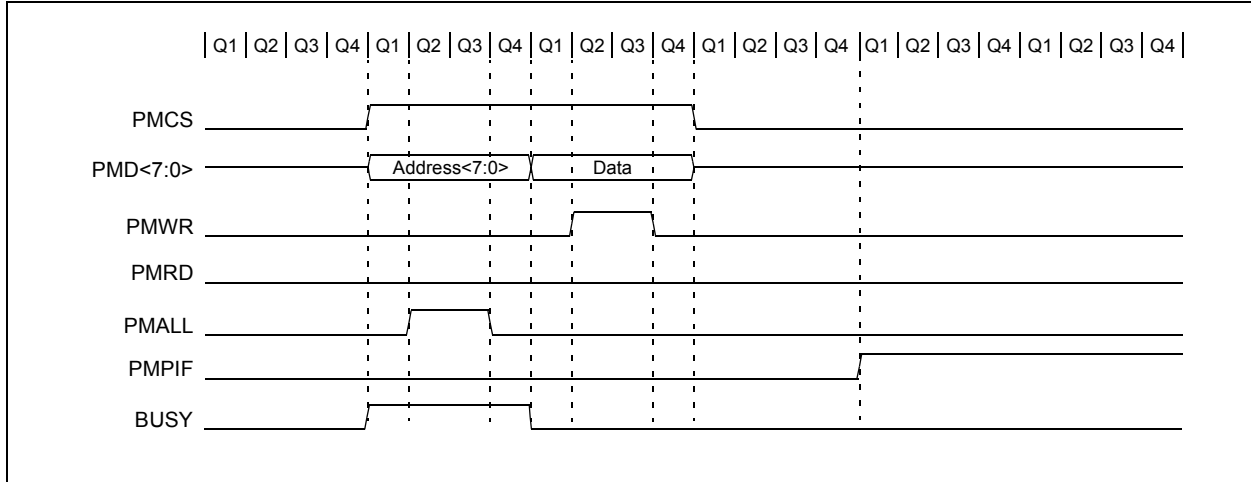 Q1 Q2 Q3 Q4 Q1 Q2 Q3 Q4 Q1 Q2 Q3 Q4 Q1 Q2 Q3 Q4 Q1 Q2 Q3 Q4 Q1 Q2 Q3 Q4
PMCS
PMD<7:0> Address<7:0> Data
PMWR
PMRD
PMALL
PMPIF
BUSY